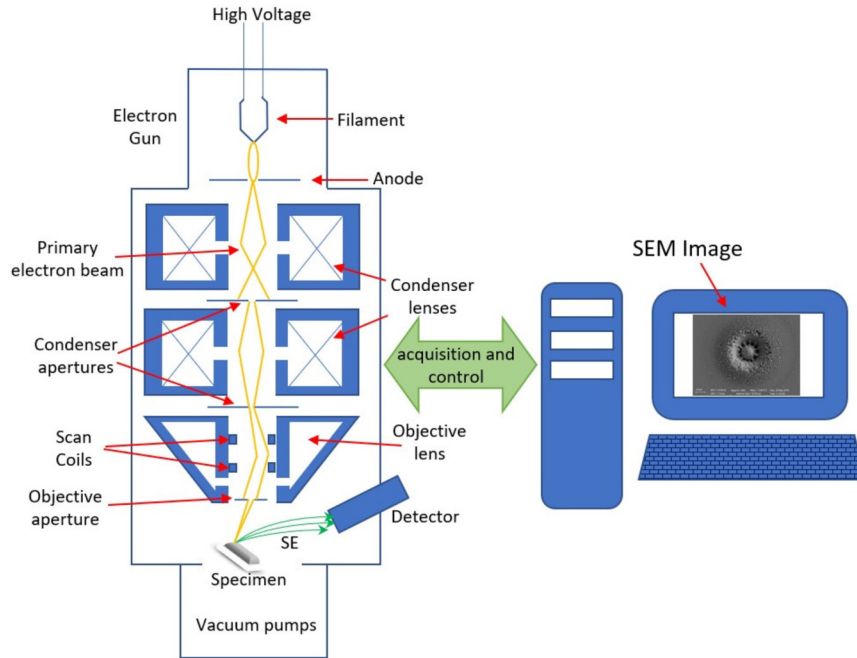 High Voltage
Electron
Gun
Filament
Anode
Primary
electron beam
Condenser
lenses
Condenser
apertures
acquisition and
control
SEM Image
Scan
Coils
Objective
lens
Objective
aperture
Detector
SE
Specimen
Vacuum pumps